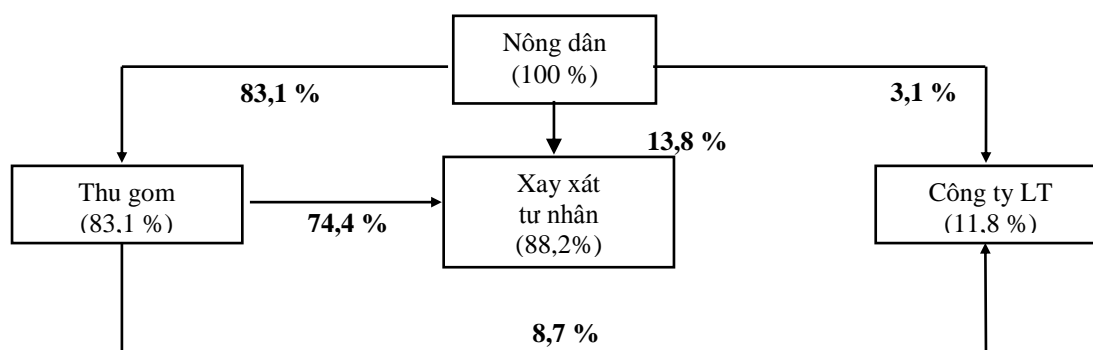 Nông dân
(100 %)
83,1 %
3,1 %
13,8 %
Thu gom
(83,1 %)
74,4 %
Xay xát
tư nhân
(88,2%)
Công ty LT
(11,8 %)
8,7 %